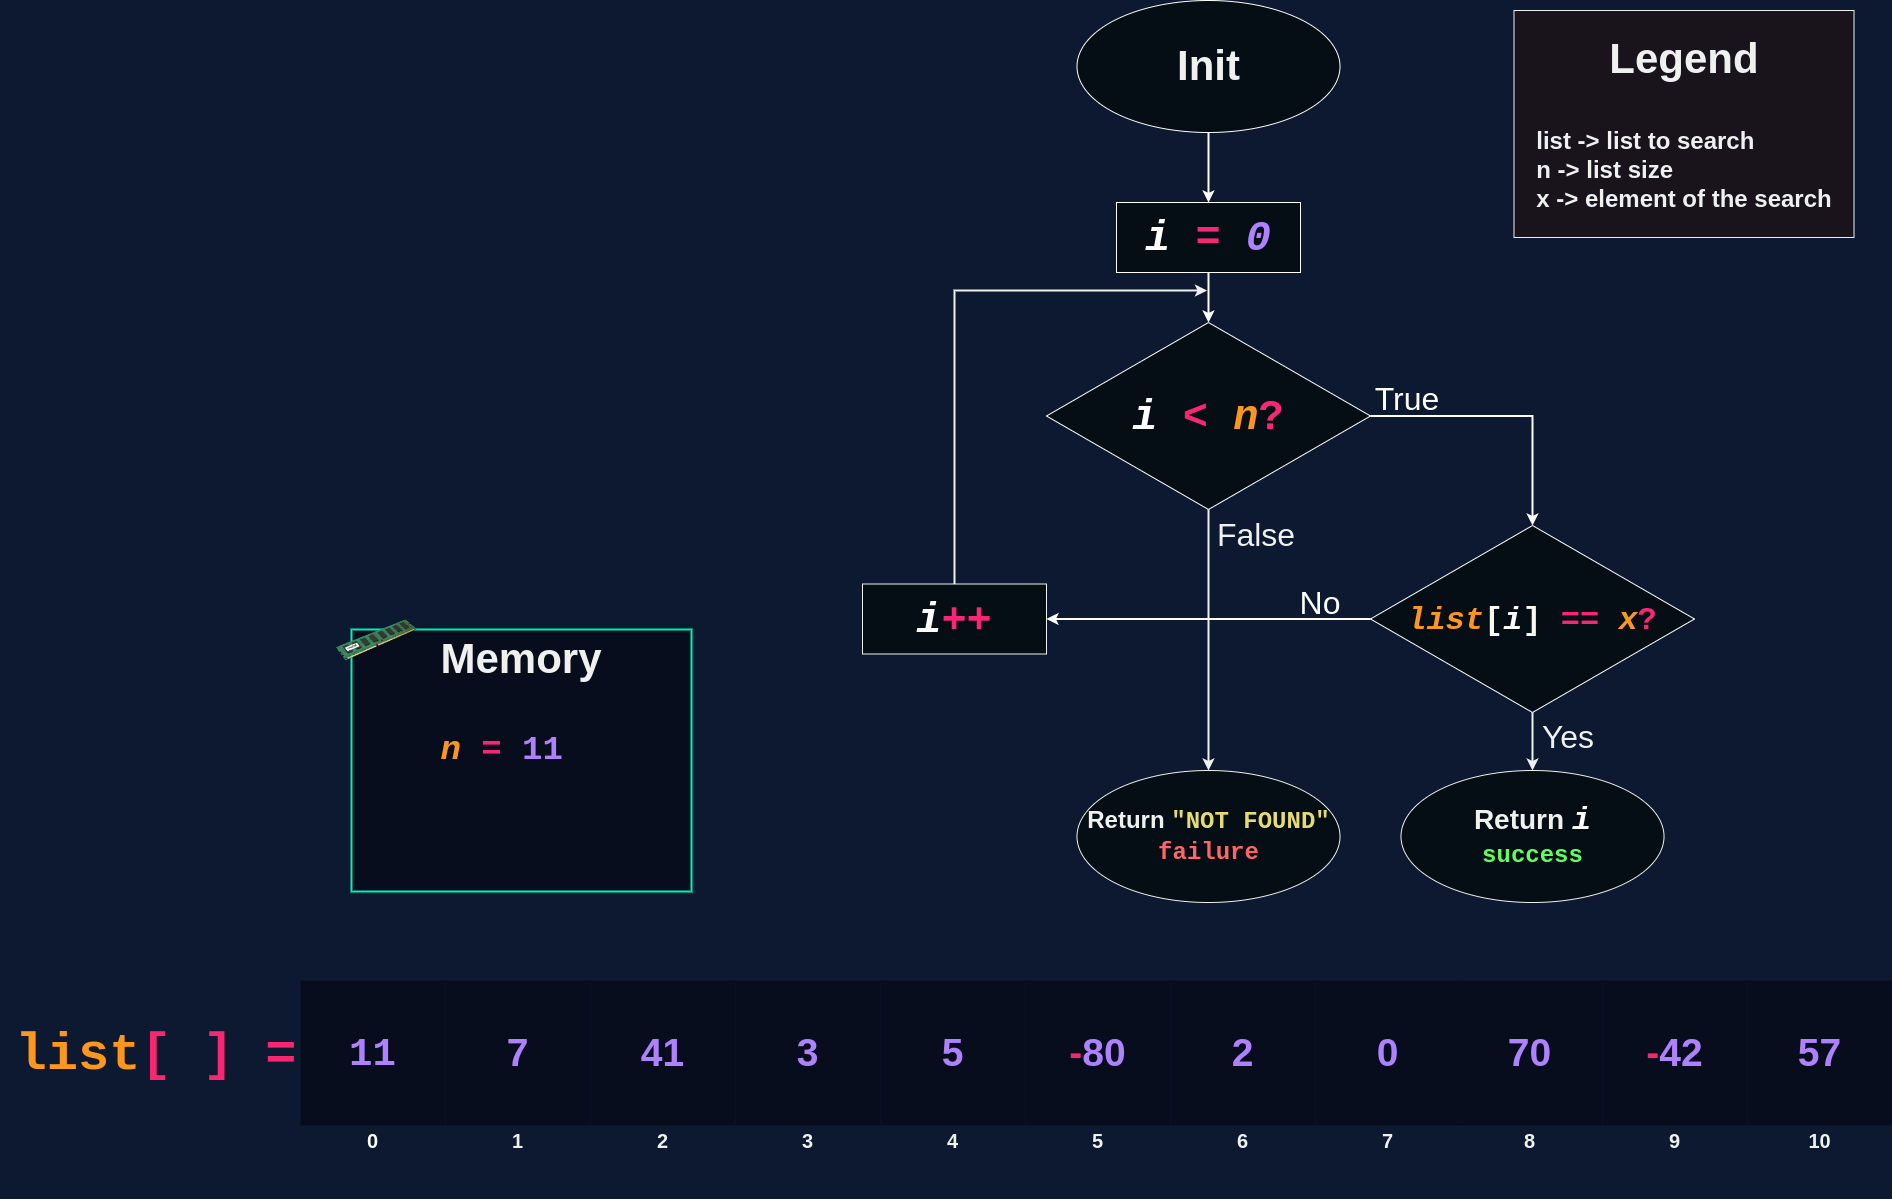 Init
Legend
list -> list to search
n -> list size
x -> element of the search
i = 0
i < n?
True
False
No
i++
list[i] == x?
Yes
Memory
n = 11
Return "NOT FOUND"
failure
Return i
success
list[ ] = 11 7 41 3 5 -80 2 0 70 -42 57
0 1 2 3 4 5 6 7 8 9 10